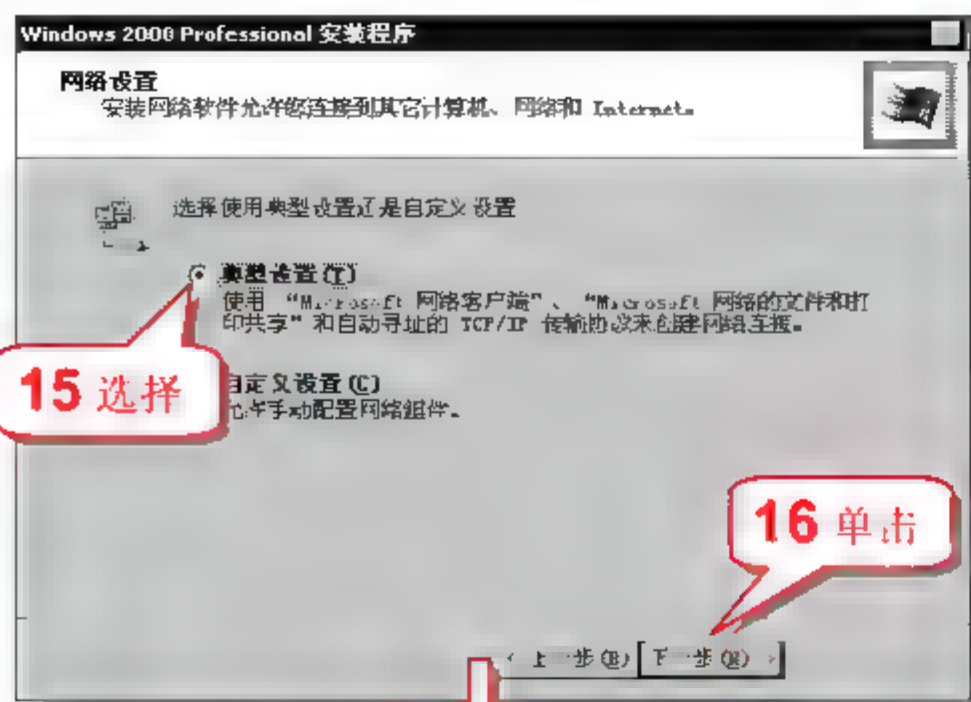 Windows 2000 Professional 安装程序
网络设置
安装网络软件允许您连接到其它计算机、网络和 Internet。
选择使用典型设置还是自定义设置
典型设置(T)
使用 “Microsoft 网络客户端”、“Microsoft 网络的文件和打
印共享”和自动寻址的 TCP/IP 传输协议来创建网络连接。
15 选择
自定义设置(C)
允许手动配置网络组件。
16 单击
< 上一步(B) 下一步(N) >